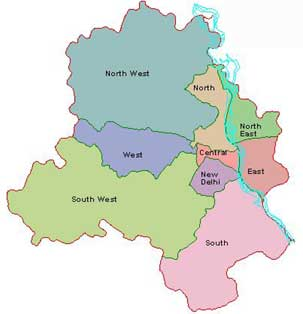 North West
North
North
East
Central
West
New
Delhi
East
South West
South